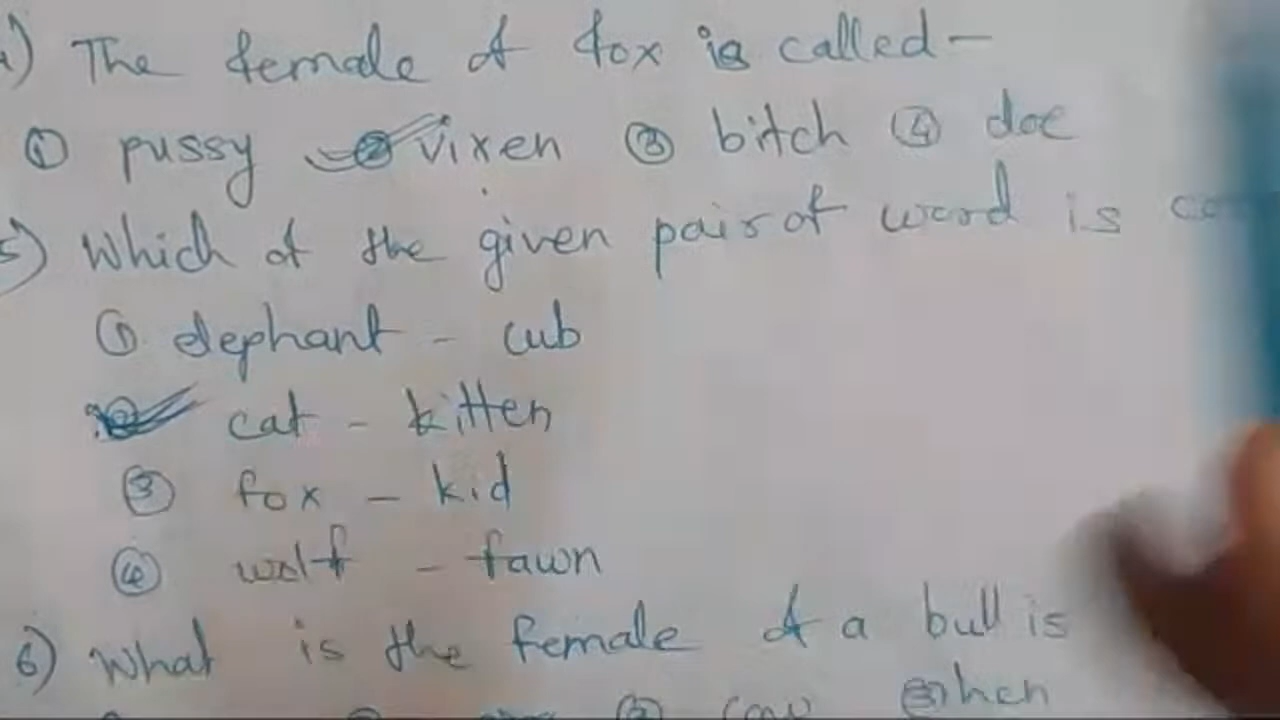 The female of fox is called-
① pussy ② vixen ③ bitch ④ doe
5) Which of the given pair of word is
① elephant - cub
② cat - kitten
③ fox - kid
④ wolf - fawn
6) What is the female of a bull is
② cow ③ hen